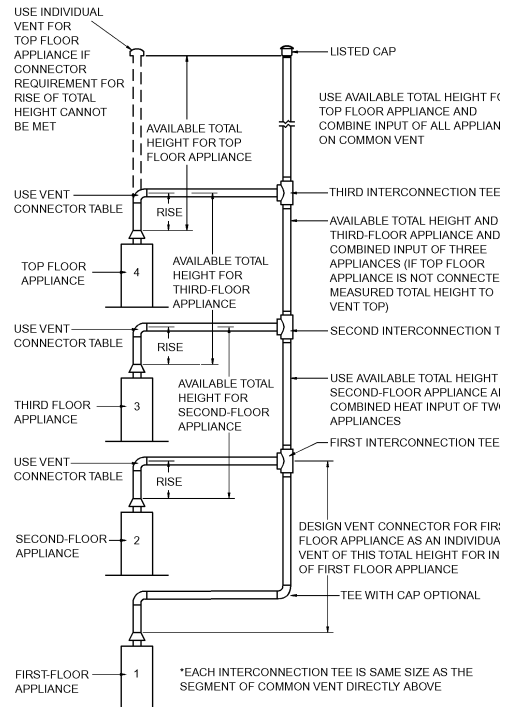 USE INDIVIDUAL
VENT FOR
TOP FLOOR
APPLIANCE IF
CONNECTOR
REQUIREMENT FOR
RISE OF TOTAL
HEIGHT CANNOT
BE MET
LISTED CAP
USE AVAILABLE TOTAL HEIGHT
TOP FLOOR APPLIANCE AND
COMBINE INPUT OF ALL
ON COMMON VENT
AVAILABLE TOTAL
HEIGHT FOR TOP
FLOOR APPLIANCE
USE VENT
CONNECTOR TABLE
RISE
THIRD INTERCONNECTION TEE
AVAILABLE TOTAL HEIGHT AND
THIRD-FLOOR APPLIANCE AND
COMBINED INPUT OF THREE
APPLIANCES (IF TOP FLOOR
APPLIANCE IS NOT
MEASURED TOTAL HEIGHT TO
VENT TOP)
TOP FLOOR
APPLIANCE
4
AVAILABLE TOTAL
HEIGHT FOR
THIRD-FLOOR
APPLIANCE
USE VENT
CONNECTOR TABLE
RISE
SECOND INTERCONNECTION
THIRD FLOOR
APPLIANCE
3
AVAILABLE TOTAL
HEIGHT FOR
SECOND-FLOOR
APPLIANCE
USE AVAILABLE TOTAL HEIGHT
SECOND-FLOOR APPLIANCE
COMBINED HEAT INPUT OF
APPLIANCES
FIRST INTERCONNECTION TEE
USE VENT
CONNECTOR TABLE
RISE
SECOND-FLOOR
APPLIANCE
2
DESIGN VENT CONNECTOR FOR
FLOOR APPLIANCE AS AN
VENT OF THIS TOTAL HEIGHT FOR
OF FIRST FLOOR APPLIANCE
TEE WITH CAP OPTIONAL
FIRST-FLOOR
APPLIANCE
1
*EACH INTERCONNECTION TEE IS SAME SIZE AS THE
SEGMENT OF COMMON VENT DIRECTLY ABOVE